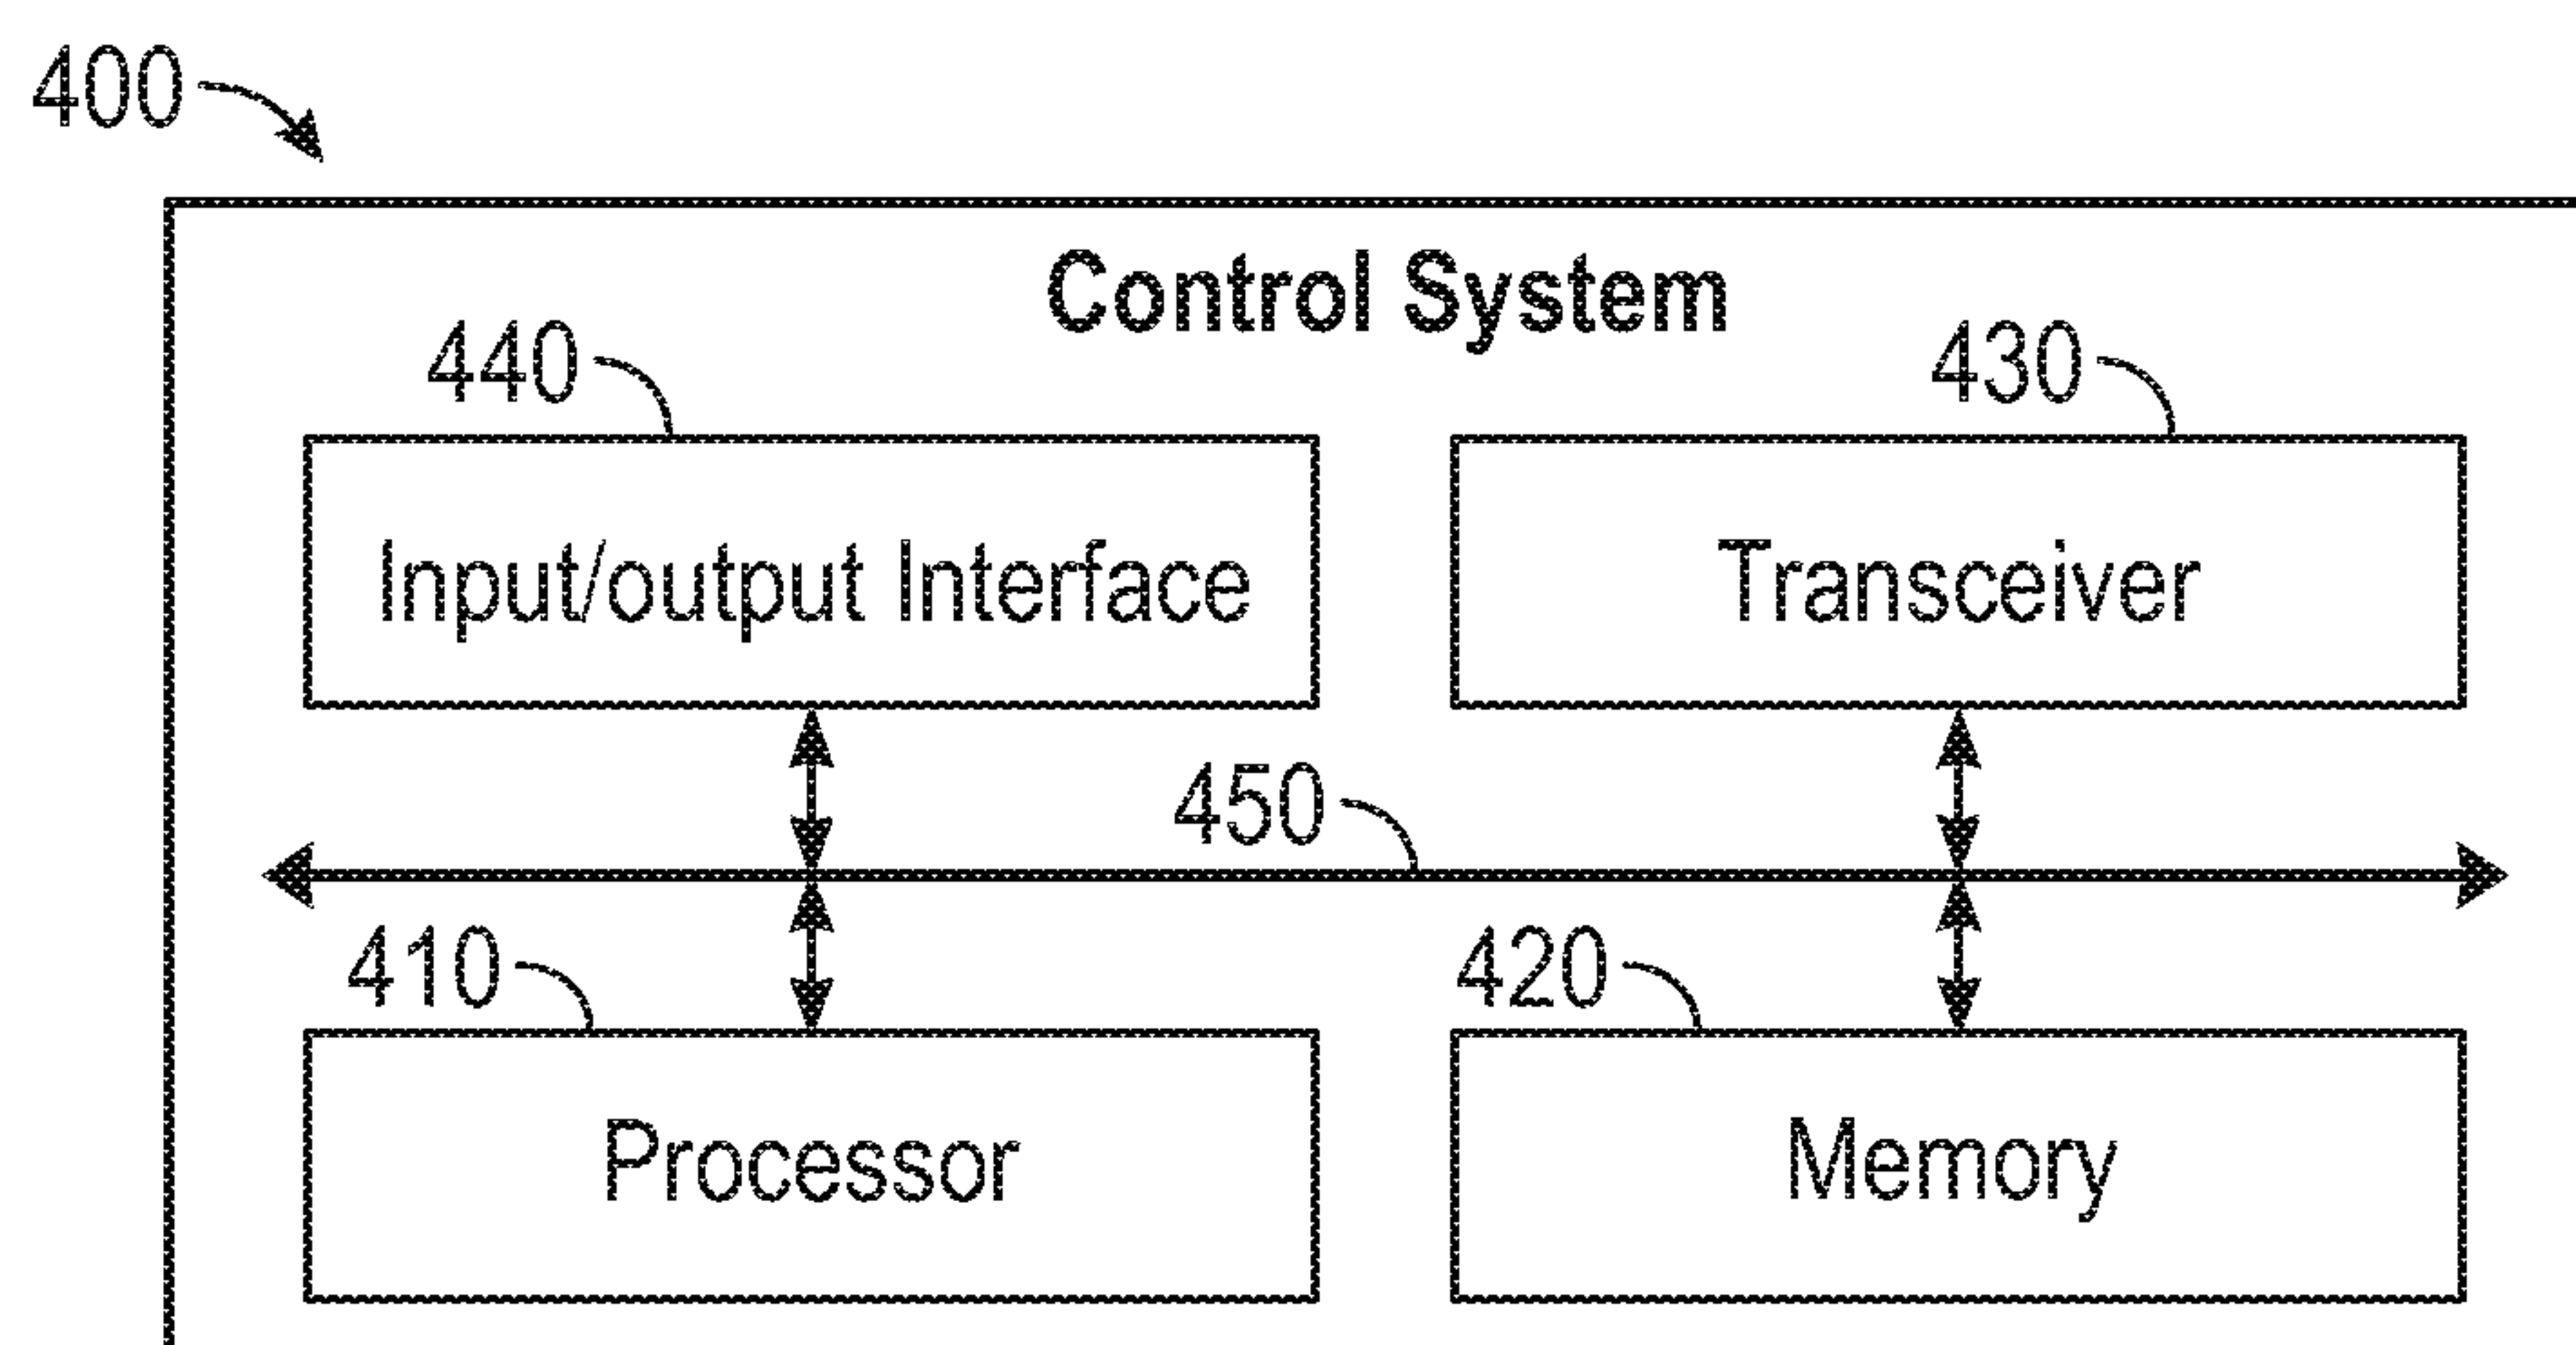 400
Control System
440
430
Input/output Interface
Transceiver
450
410
420
Processor
Memory